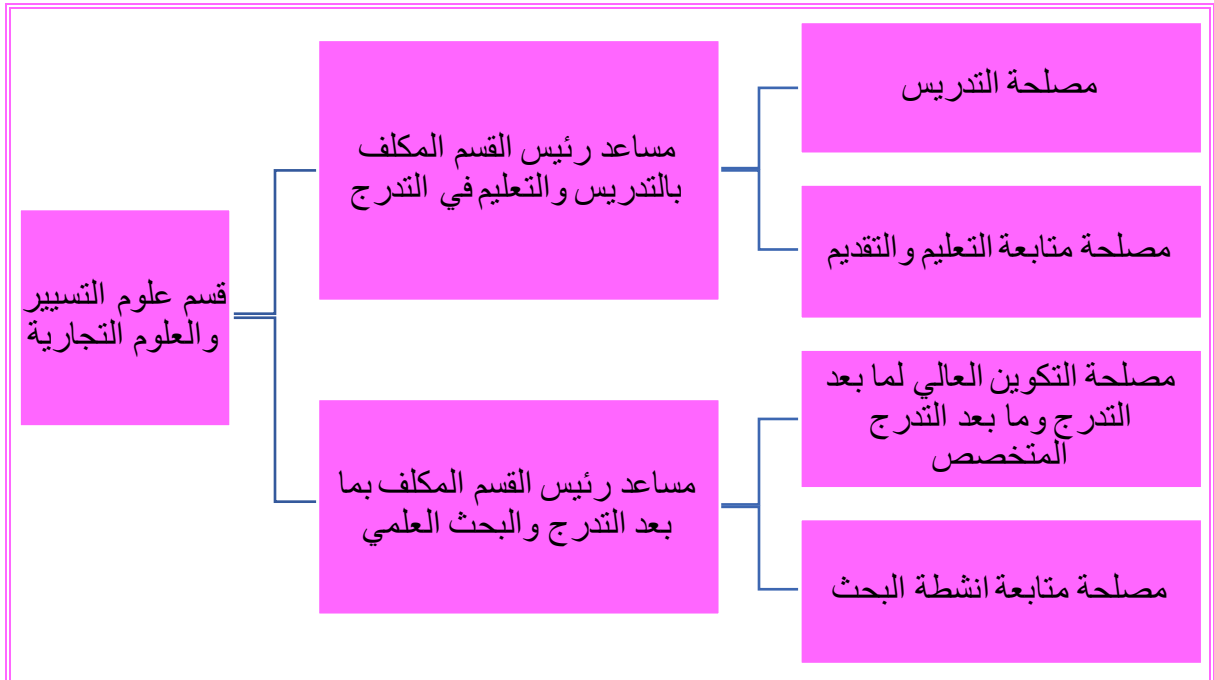 قسم علوم التسيير
والعلوم التجارية
مساعد رئيس القسم المكلف
بالتدريس والتعليم في التدرج
مصلحة التدريس
مصلحة متابعة التعليم والتقديم
مساعد رئيس القسم المكلف بما
بعد التدرج والبحث العلمي
مصلحة التكوين العالي لما بعد
التدرج وما بعد التدرج
المتخصص
مصلحة متابعة انشطة البحث